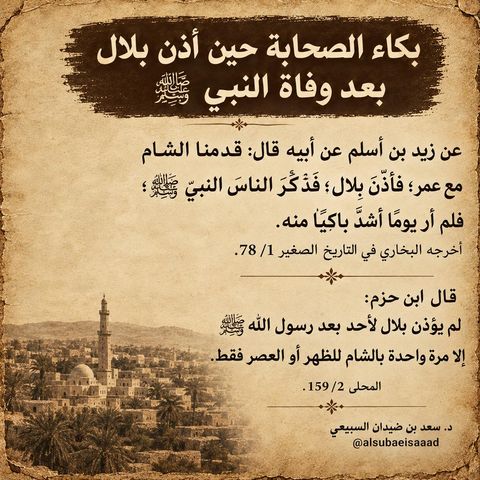 بكاء الصحابة حين أذن بلال
بعد وفاة النبي ﷺ
عن زيد بن أسلم عن أبيه قال: قدمنا الشام
مع عمر؛ فأذّنَ بِلال؛ فَذْكَّرَ الناسَ النبيّ ﷺ؛
فلم أر يومًا أشدَّ باكِيًا منه.
أخرجه البخاري في التاريخ الصغير 1/ 78.
قال ابن حزم:
لم يؤذن بلال لأحد بعد رسول الله ﷺ
إلا مرة واحدة بالشام للظهر أو العصر فقط.
المحلى 2/ 159.
د. سعد بن ضيدان السبيعي
@alsubaeisaaad